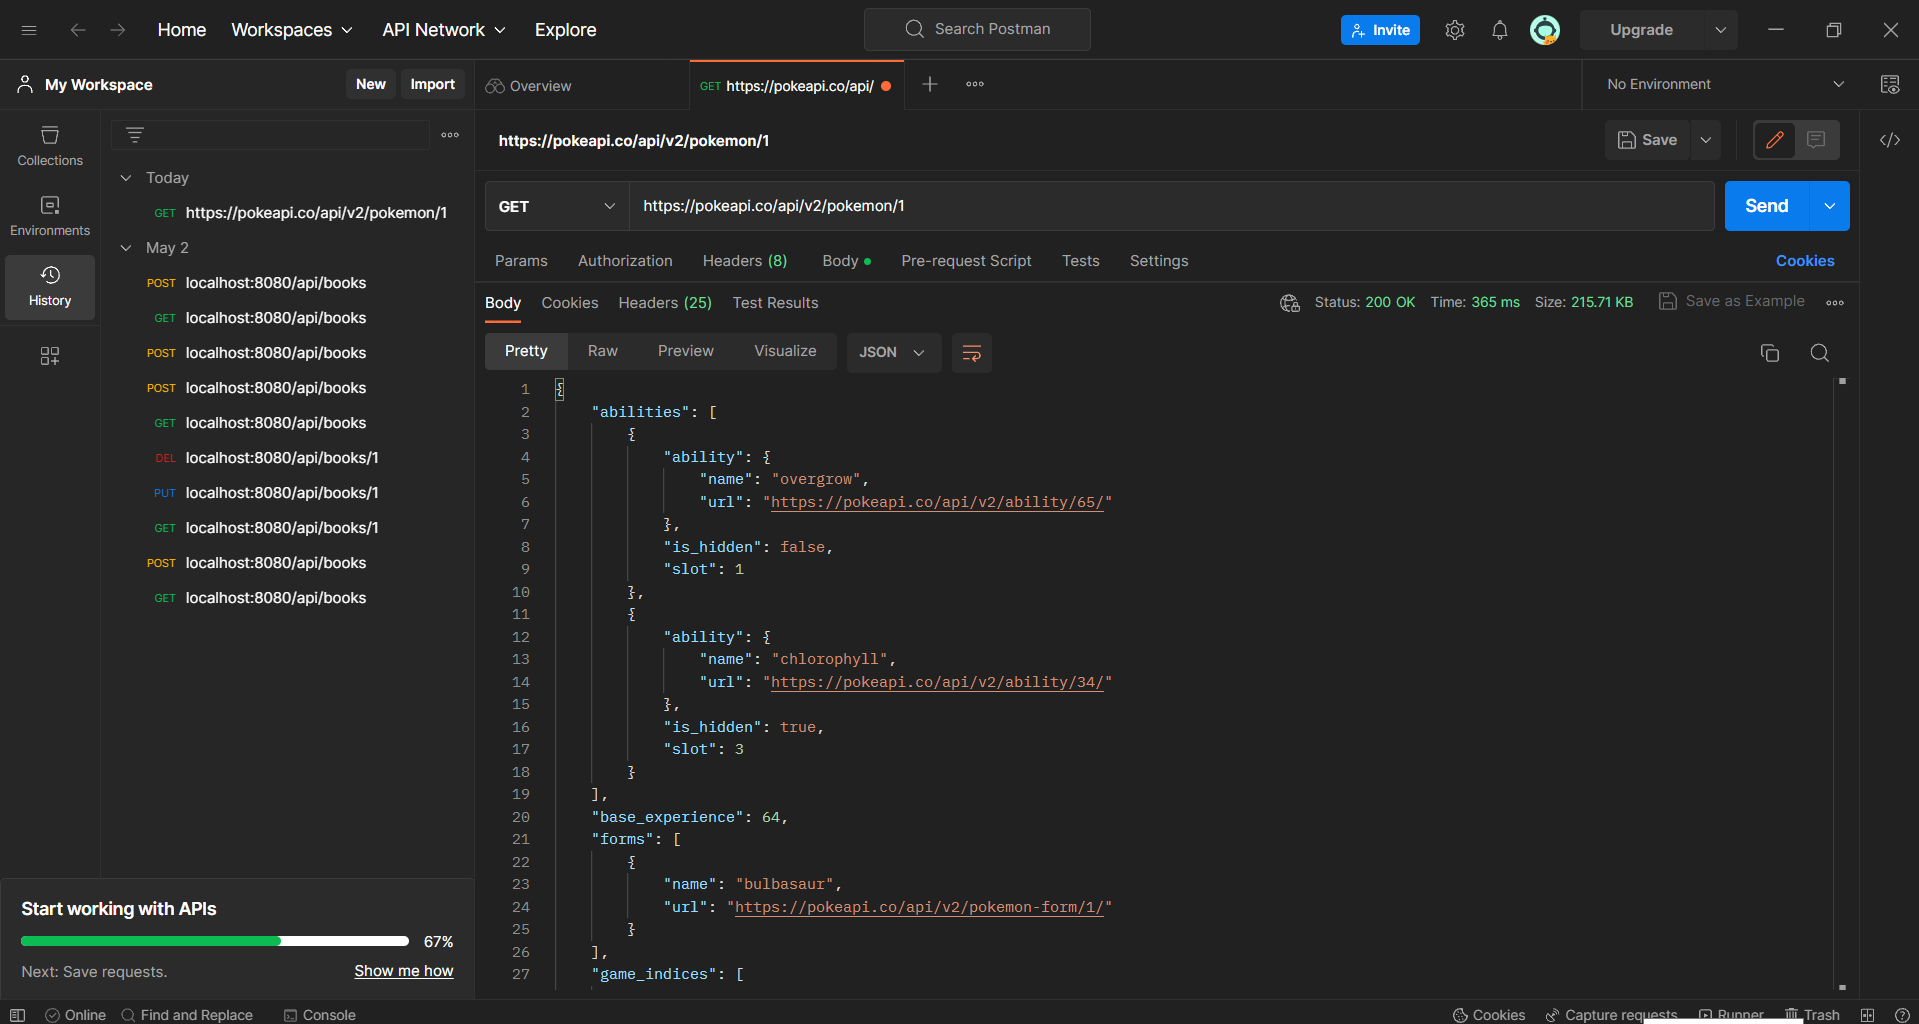 Home Workspaces API Network Explore Search Postman Invite Upgrade
My Workspace New Import Overview GET https://pokeapi.co/api/ No Environment
Collections
Environments
History
Today
GET https://pokeapi.co/api/v2/pokemon/1
May 2
POST localhost:8080/api/books
GET localhost:8080/api/books
POST localhost:8080/api/books
POST localhost:8080/api/books
GET localhost:8080/api/books
DEL localhost:8080/api/books/1
PUT localhost:8080/api/books/1
GET localhost:8080/api/books/1
POST localhost:8080/api/books
GET localhost:8080/api/books
Start working with APIs
67%
Next: Save requests. Show me how
https://pokeapi.co/api/v2/pokemon/1 Save </>
GET https://pokeapi.co/api/v2/pokemon/1 Send
Params Authorization Headers (8) Body Pre-request Script Tests Settings Cookies
Body Cookies Headers (25) Test Results Status: 200 OK Time: 365 ms Size: 215.71 KB Save as Example
Pretty Raw Preview Visualize JSON
1 {
2 "abilities": [
3 {
4 "ability": {
5 "name": "overgrow",
6 "url": "https://pokeapi.co/api/v2/ability/65/"
7 },
8 "is_hidden": false,
9 "slot": 1
10 },
11 {
12 "ability": {
13 "name": "chlorophyll",
14 "url": "https://pokeapi.co/api/v2/ability/34/"
15 },
16 "is_hidden": true,
17 "slot": 3
18 }
19 ],
20 "base_experience": 64,
21 "forms": [
22 {
23 "name": "bulbasaur",
24 "url": "https://pokeapi.co/api/v2/pokemon-form/1/"
25 }
26 ],
27 "game_indices": [
Online Find and Replace Console Cookies Capture requests Runner Trash